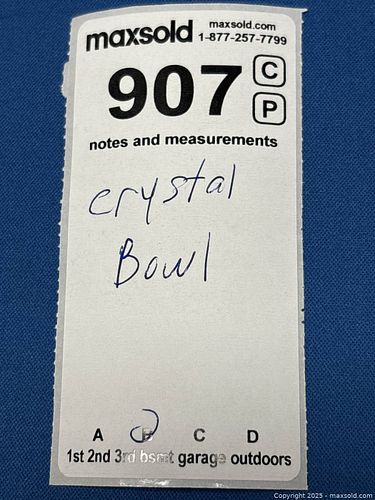 maxsold
maxsold.com
1-877-257-7799
907
C
P
notes and measurements
crystal
Bowl
A B C D
1st 2nd 3rd bsmt garage outdoors
Copyright 2025 - maxsold.com